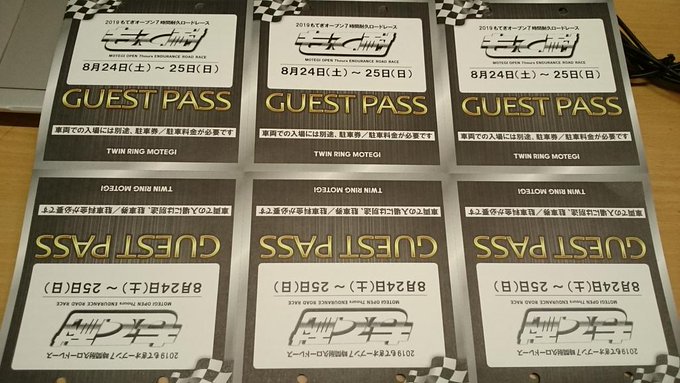 2019もてぎオープン7時間耐久ロードレース
MOTEGI OPEN 7hours ENDURANCE ROAD RACE
8月24日(土)~25日(日)
GUEST PASS
車両での入場には別途、駐車券/駐車料金が必要です
TWIN RING MOTEGI
2019もてぎオープン7時間耐久ロードレース
MOTEGI OPEN 7hours ENDURANCE ROAD RACE
8月24日(土)~25日(日)
GUEST PASS
車両での入場には別途、駐車券/駐車料金が必要です
TWIN RING MOTEGI
2019もてぎオープン7時間耐久ロードレース
MOTEGI OPEN 7hours ENDURANCE ROAD RACE
8月24日(土)~25日(日)
GUEST PASS
車両での入場には別途、駐車券/駐車料金が必要です
TWIN RING MOTEGI
2019もてぎオープン7時間耐久ロードレース
MOTEGI OPEN 7hours ENDURANCE ROAD RACE
8月24日(土)~25日(日)
GUEST PASS
車両での入場には別途、駐車券/駐車料金が必要です
TWIN RING MOTEGI
2019もてぎオープン7時間耐久ロードレース
MOTEGI OPEN 7hours ENDURANCE ROAD RACE
8月24日(土)~25日(日)
GUEST PASS
車両での入場には別途、駐車券/駐車料金が必要です
TWIN RING MOTEGI
2019もてぎオープン7時間耐久ロードレース
MOTEGI OPEN 7hours ENDURANCE ROAD RACE
8月24日(土)~25日(日)
GUEST PASS
車両での入場には別途、駐車券/駐車料金が必要です
TWIN RING MOTEGI